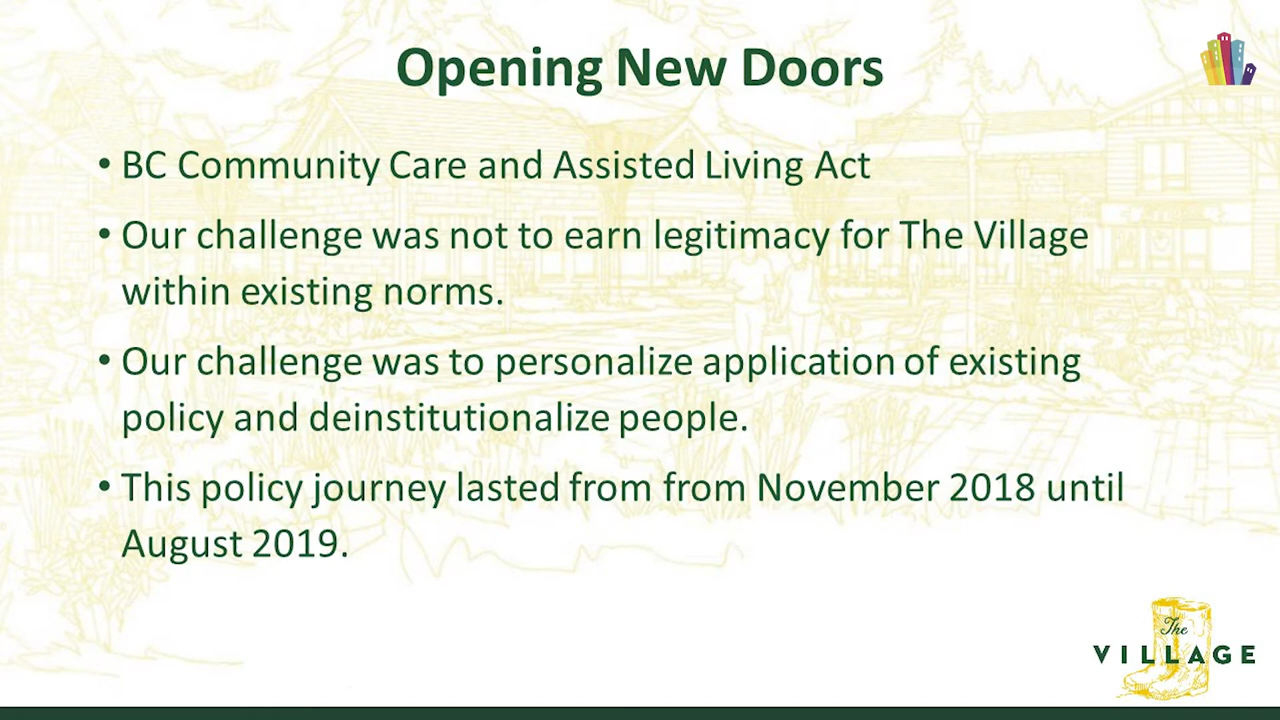 Opening New Doors
• BC Community Care and Assisted Living Act
• Our challenge was not to earn legitimacy for The Village
within existing norms.
• Our challenge was to personalize application of existing
policy and deinstitutionalize people.
• This policy journey lasted from from November 2018 until
August 2019.
The
VILLAGE